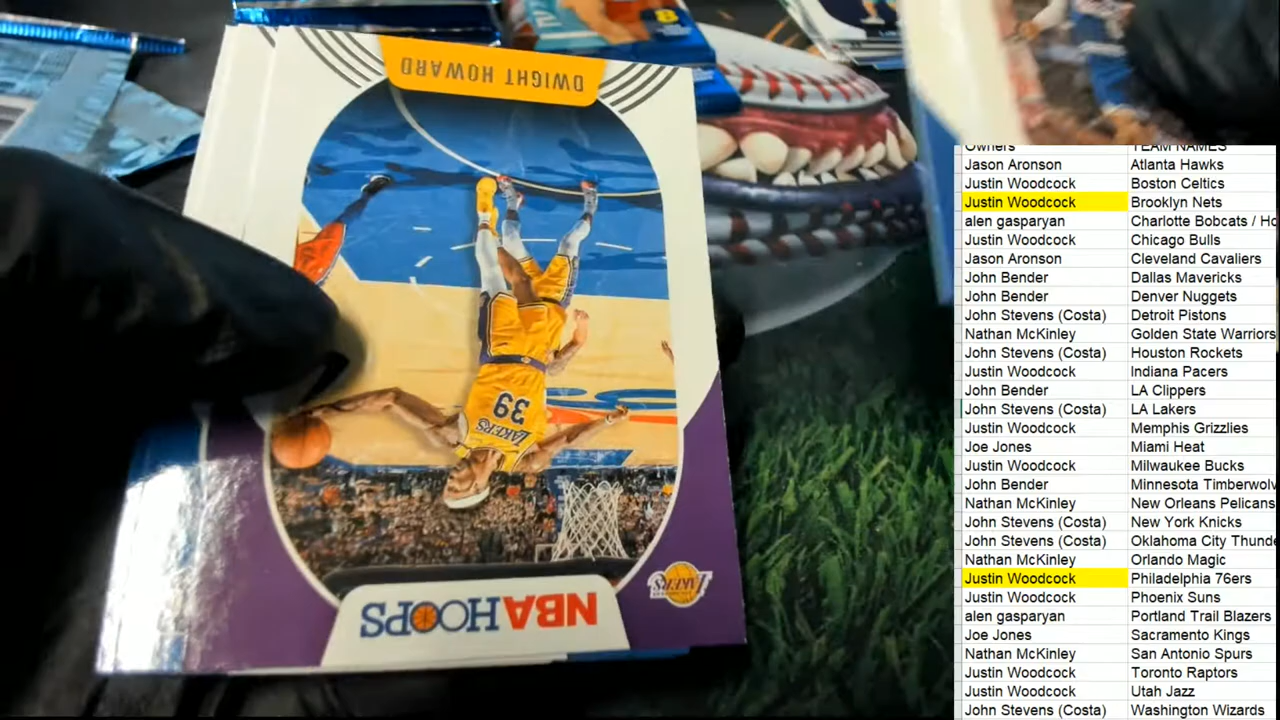 8
DWIGHT HOWARD
LAKERS
39
NBA HOOPS
LAKERS
Owners TEAM NAMES
Jason Aronson Atlanta Hawks
Justin Woodcock Boston Celtics
Justin Woodcock Brooklyn Nets
alen gasparyan Charlotte Bobcats / Ho
Justin Woodcock Chicago Bulls
Jason Aronson Cleveland Cavaliers
John Bender Dallas Mavericks
John Bender Denver Nuggets
John Stevens (Costa) Detroit Pistons
Nathan McKinley Golden State Warriors
John Stevens (Costa) Houston Rockets
Justin Woodcock Indiana Pacers
John Bender LA Clippers
John Stevens (Costa) LA Lakers
Justin Woodcock Memphis Grizzlies
Joe Jones Miami Heat
Justin Woodcock Milwaukee Bucks
John Bender Minnesota Timberwolv
Nathan McKinley New Orleans Pelicans
John Stevens (Costa) New York Knicks
John Stevens (Costa) Oklahoma City Thunde
Nathan McKinley Orlando Magic
Justin Woodcock Philadelphia 76ers
Justin Woodcock Phoenix Suns
alen gasparyan Portland Trail Blazers
Joe Jones Sacramento Kings
Nathan McKinley San Antonio Spurs
Justin Woodcock Toronto Raptors
Justin Woodcock Utah Jazz
John Stevens (Costa) Washington Wizards